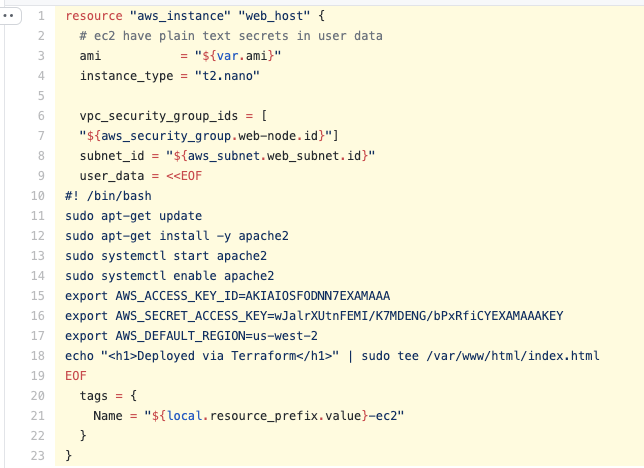 1 resource "aws_instance" "web_host" {
2 # ec2 have plain text secrets in user data
3 ami = "${var.ami}"
4 instance_type = "t2.nano"
5
6 vpc_security_group_ids = [
7 "${aws_security_group.web-node.id}"]
8 subnet_id = "${aws_subnet.web_subnet.id}"
9 user_data = <<EOF
10 #! /bin/bash
11 sudo apt-get update
12 sudo apt-get install -y apache2
13 sudo systemctl start apache2
14 sudo systemctl enable apache2
15 export AWS_ACCESS_KEY_ID=AKIAIOSFODNN7EXAMAAA
16 export AWS_SECRET_ACCESS_KEY=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
17 export AWS_DEFAULT_REGION=us-west-2
18 echo "<h1>Deployed via Terraform</h1>" | sudo tee /var/www/html/index.html
19 EOF
20 tags = {
21 Name = "${local.resource_prefix.value}-ec2"
22 }
23 }